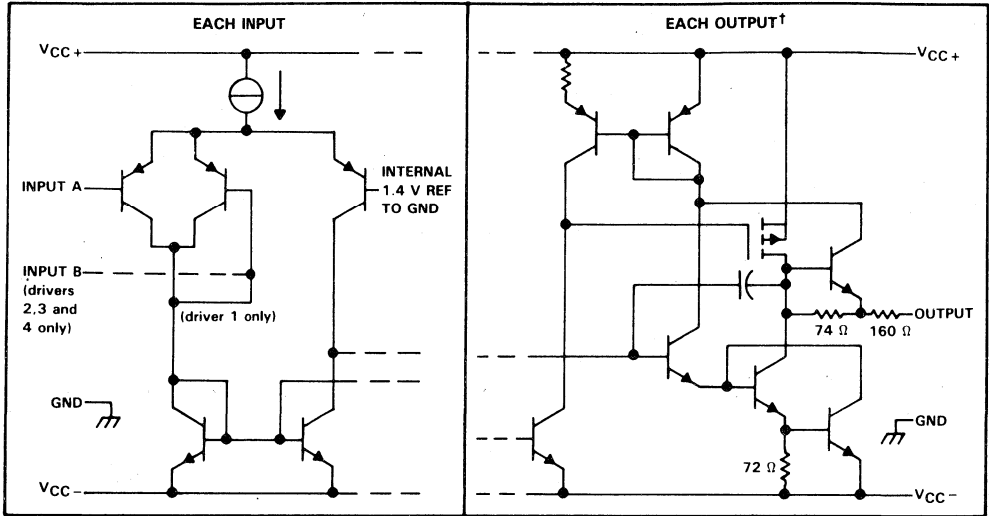 EACH INPUT
VCC+
INPUT A
INTERNAL
1.4 V REF
TO GND
INPUT B
(drivers
2,3 and
4 only)
(driver 1 only)
GND
VCC−
EACH OUTPUT†
VCC+
OUTPUT
74 Ω
160 Ω
GND
72 Ω
VCC−